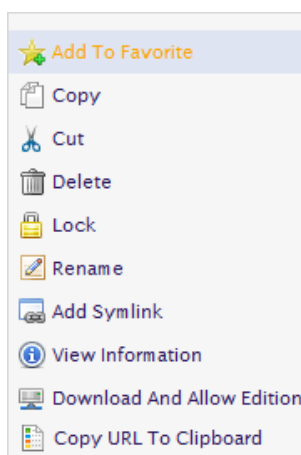 Add To Favorite
Copy
Cut
Delete
Lock
Rename
Add Symlink
View Information
Download And Allow Edition
Copy URL To Clipboard